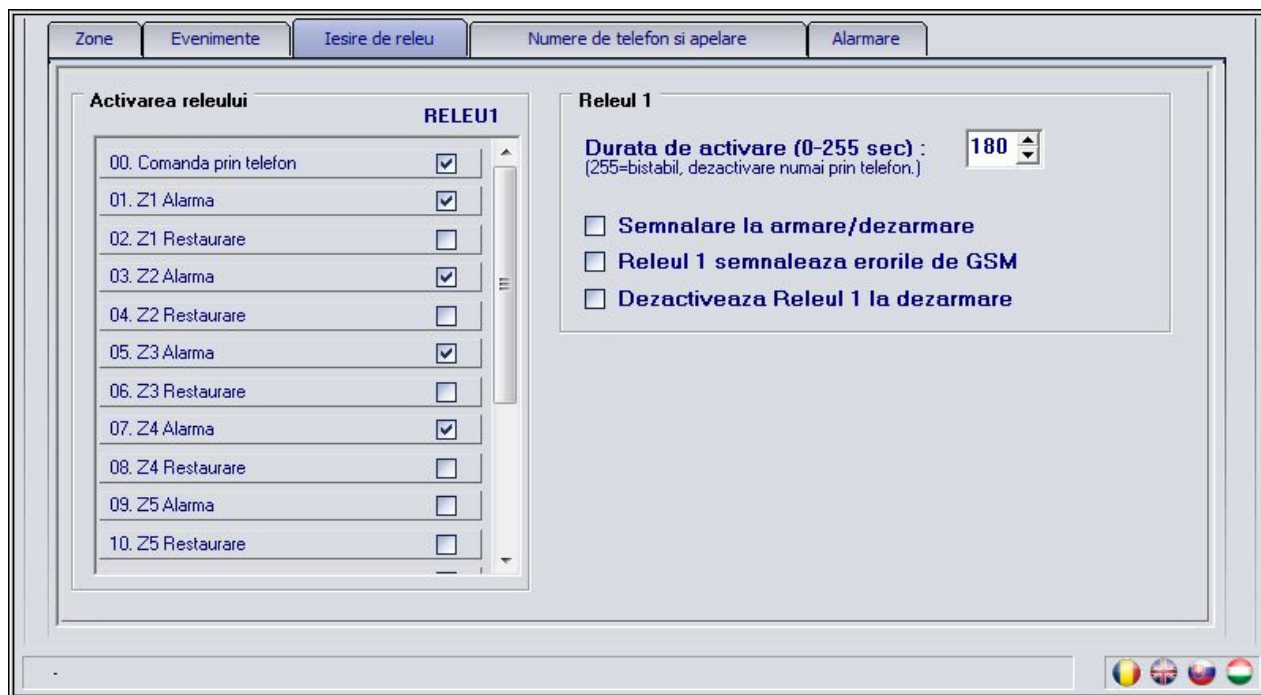 Zone Evenimente Iesire de releu Numere de telefon si apelare Alarmare
Activarea releului
RELEU1
00. Comanda prin telefon
01. Z1 Alarma
02. Z1 Restaurare
03. Z2 Alarma
04. Z2 Restaurare
05. Z3 Alarma
06. Z3 Restaurare
07. Z4 Alarma
08. Z4 Restaurare
09. Z5 Alarma
10. Z5 Restaurare
Releul 1
Durata de activare (0-255 sec) : 180
(255=bistabil, dezactivare numai prin telefon.)
Semnalare la armare/dezarmare
Releul 1 semnaleaza erorile de GSM
Dezactiveaza Releul 1 la dezarmare
-